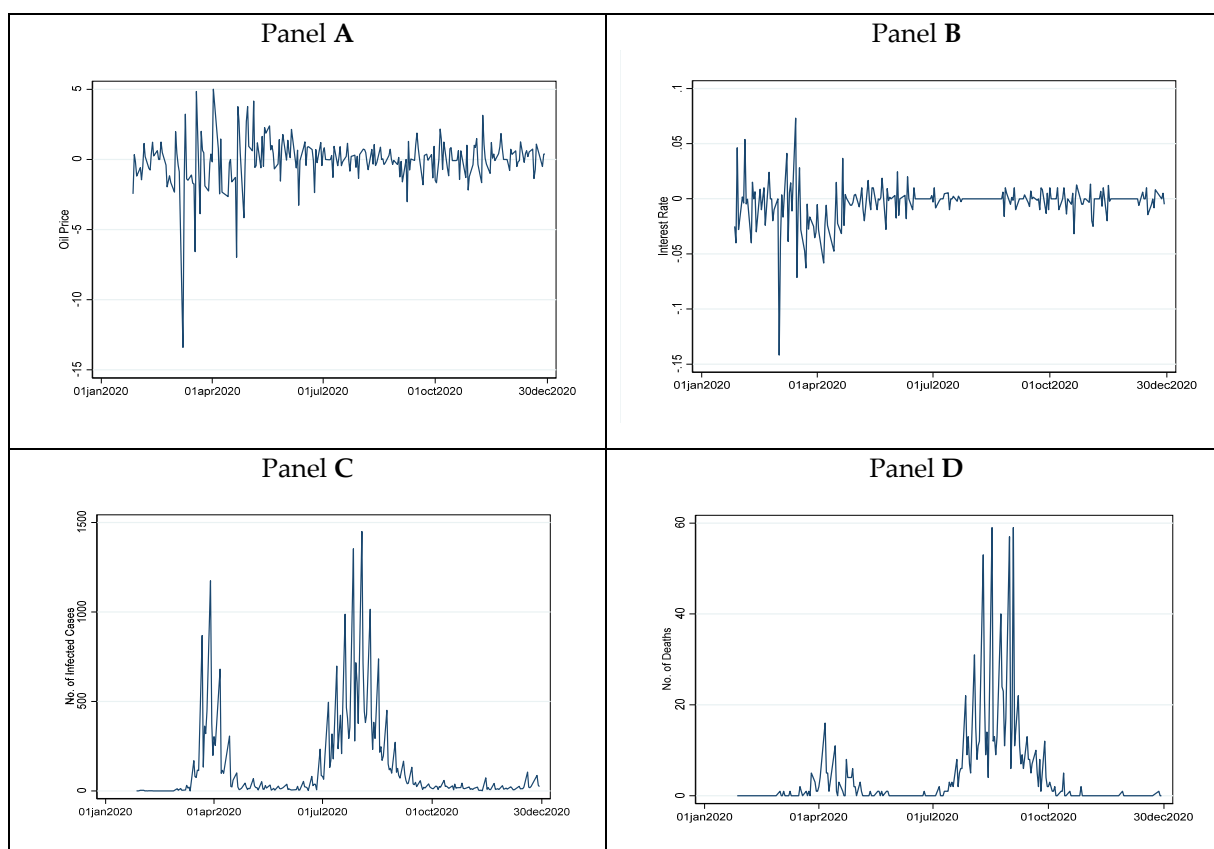 Panel A
Panel B
5
0
-5
-10
-15
Oil Price
01jan2020 01apr2020 01jul2020 01oct2020 30dec2020
.1
.05
0
-.05
-.1
-.15
Interest Rate
01jan2020 01apr2020 01jul2020 01oct2020 30dec2020
Panel C
Panel D
1500
1000
500
0
No. of Infected Cases
01jan2020 01apr2020 01jul2020 01oct2020 30dec2020
60
40
20
0
No. of Deaths
01jan2020 01apr2020 01jul2020 01oct2020 30dec2020